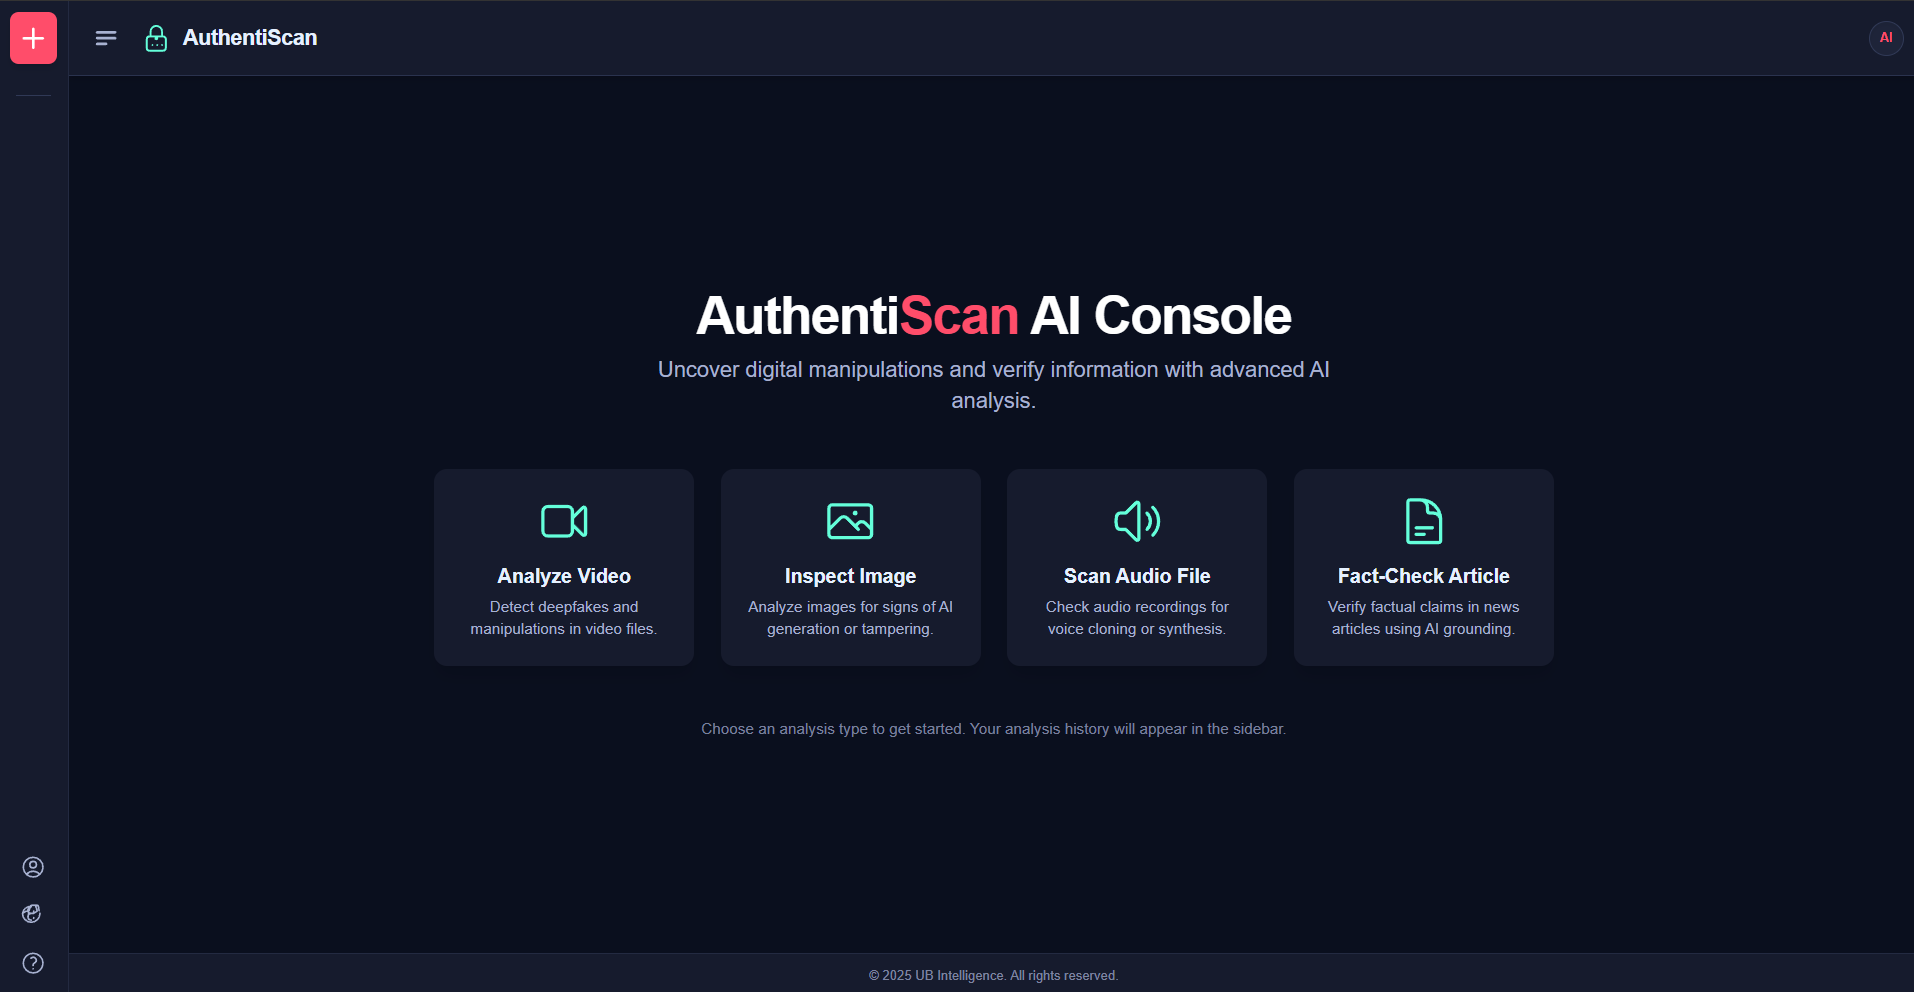 AuthentiScan
AI
AuthentiScan AI Console
Uncover digital manipulations and verify information with advanced AI
analysis.
Analyze Video
Detect deepfakes and
manipulations in video files.
Inspect Image
Analyze images for signs of AI
generation or tampering.
Scan Audio File
Check audio recordings for
voice cloning or synthesis.
Fact-Check Article
Verify factual claims in news
articles using AI grounding.
Choose an analysis type to get started. Your analysis history will appear in the sidebar.
© 2025 UB Intelligence. All rights reserved.